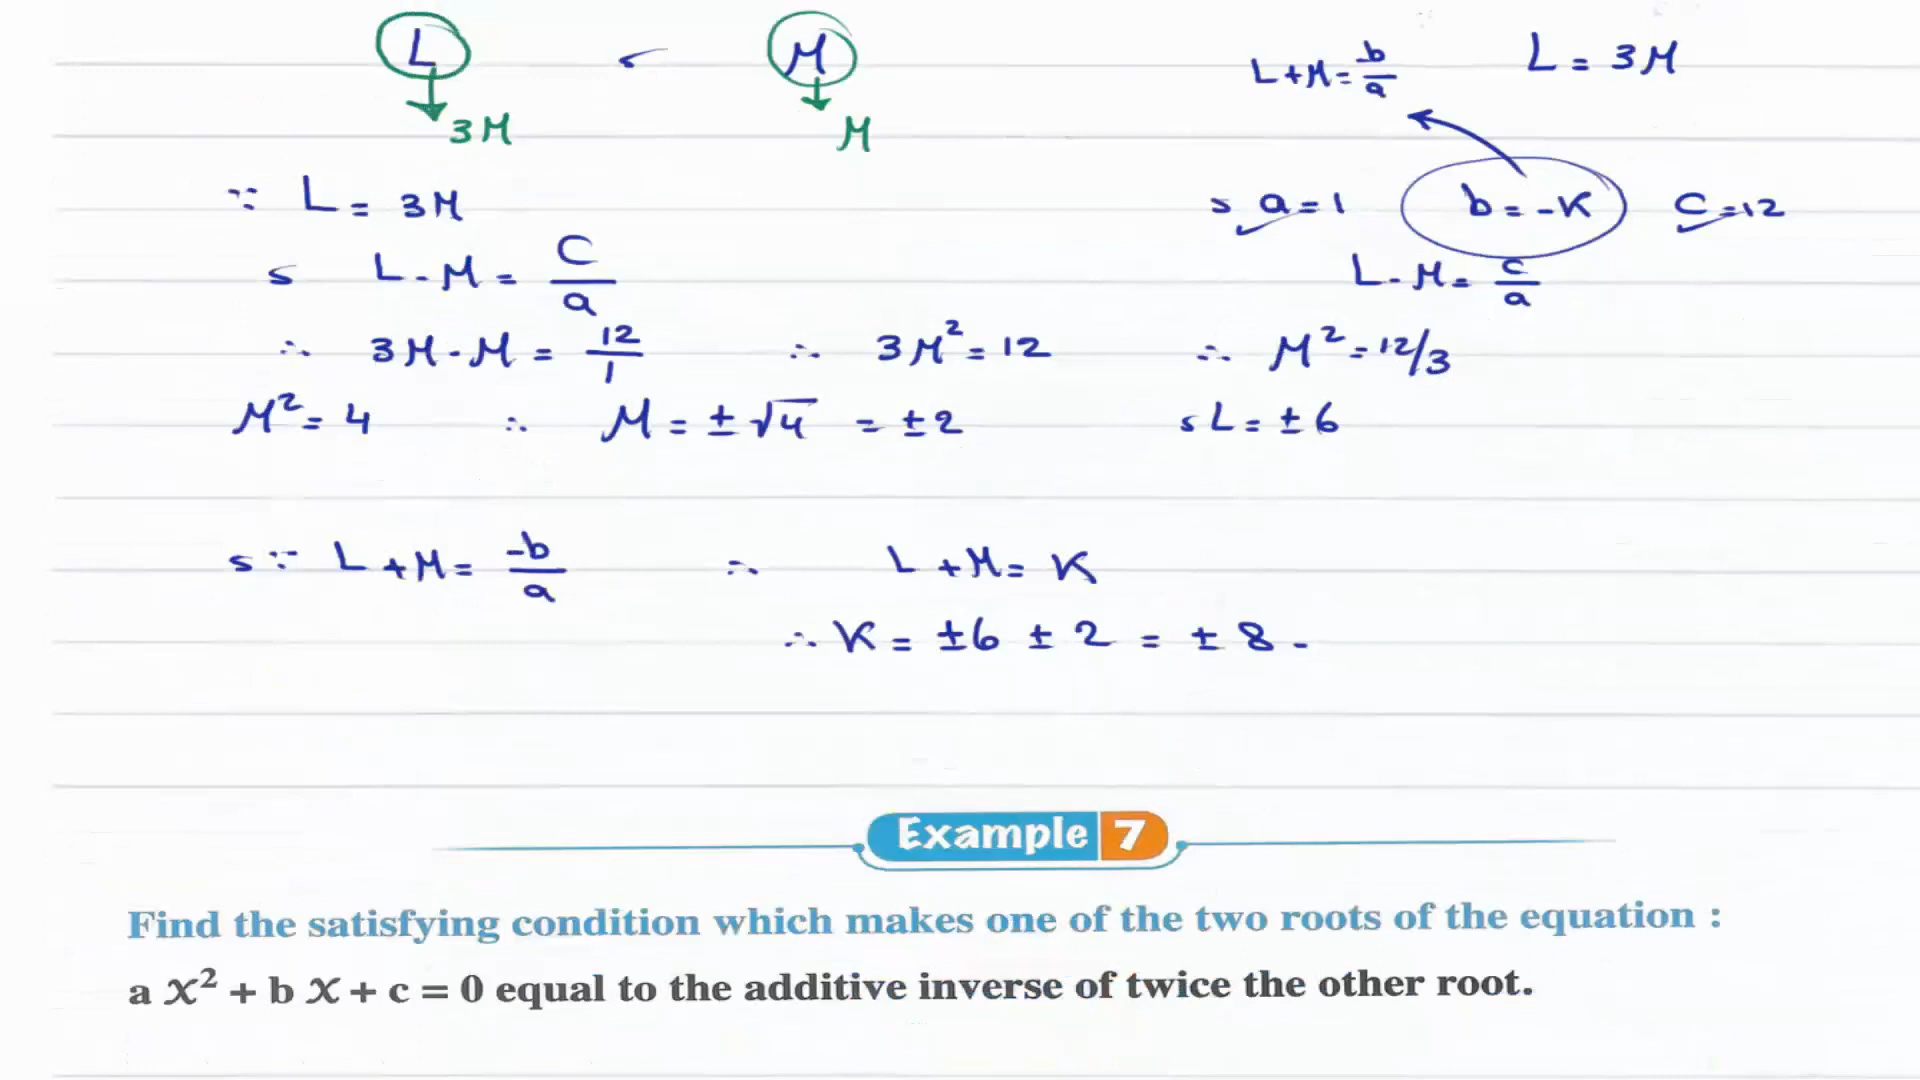 L , M L+M = -b/a L = 3M
3M M
∵ L = 3M , a = 1 b = -K C = 12
, L . M = C/a L . M = c/a
∴ 3M . M = 12/1 ∴ 3M² = 12 ∴ M² = 12/3
M² = 4 ∴ M = ±√4 = ±2 , L = ±6
, ∵ L + M = -b/a ∴ L + M = K
∴ K = ±6 ± 2 = ±8 .
Example 7
Find the satisfying condition which makes one of the two roots of the equation :
a x² + b x + c = 0 equal to the additive inverse of twice the other root.